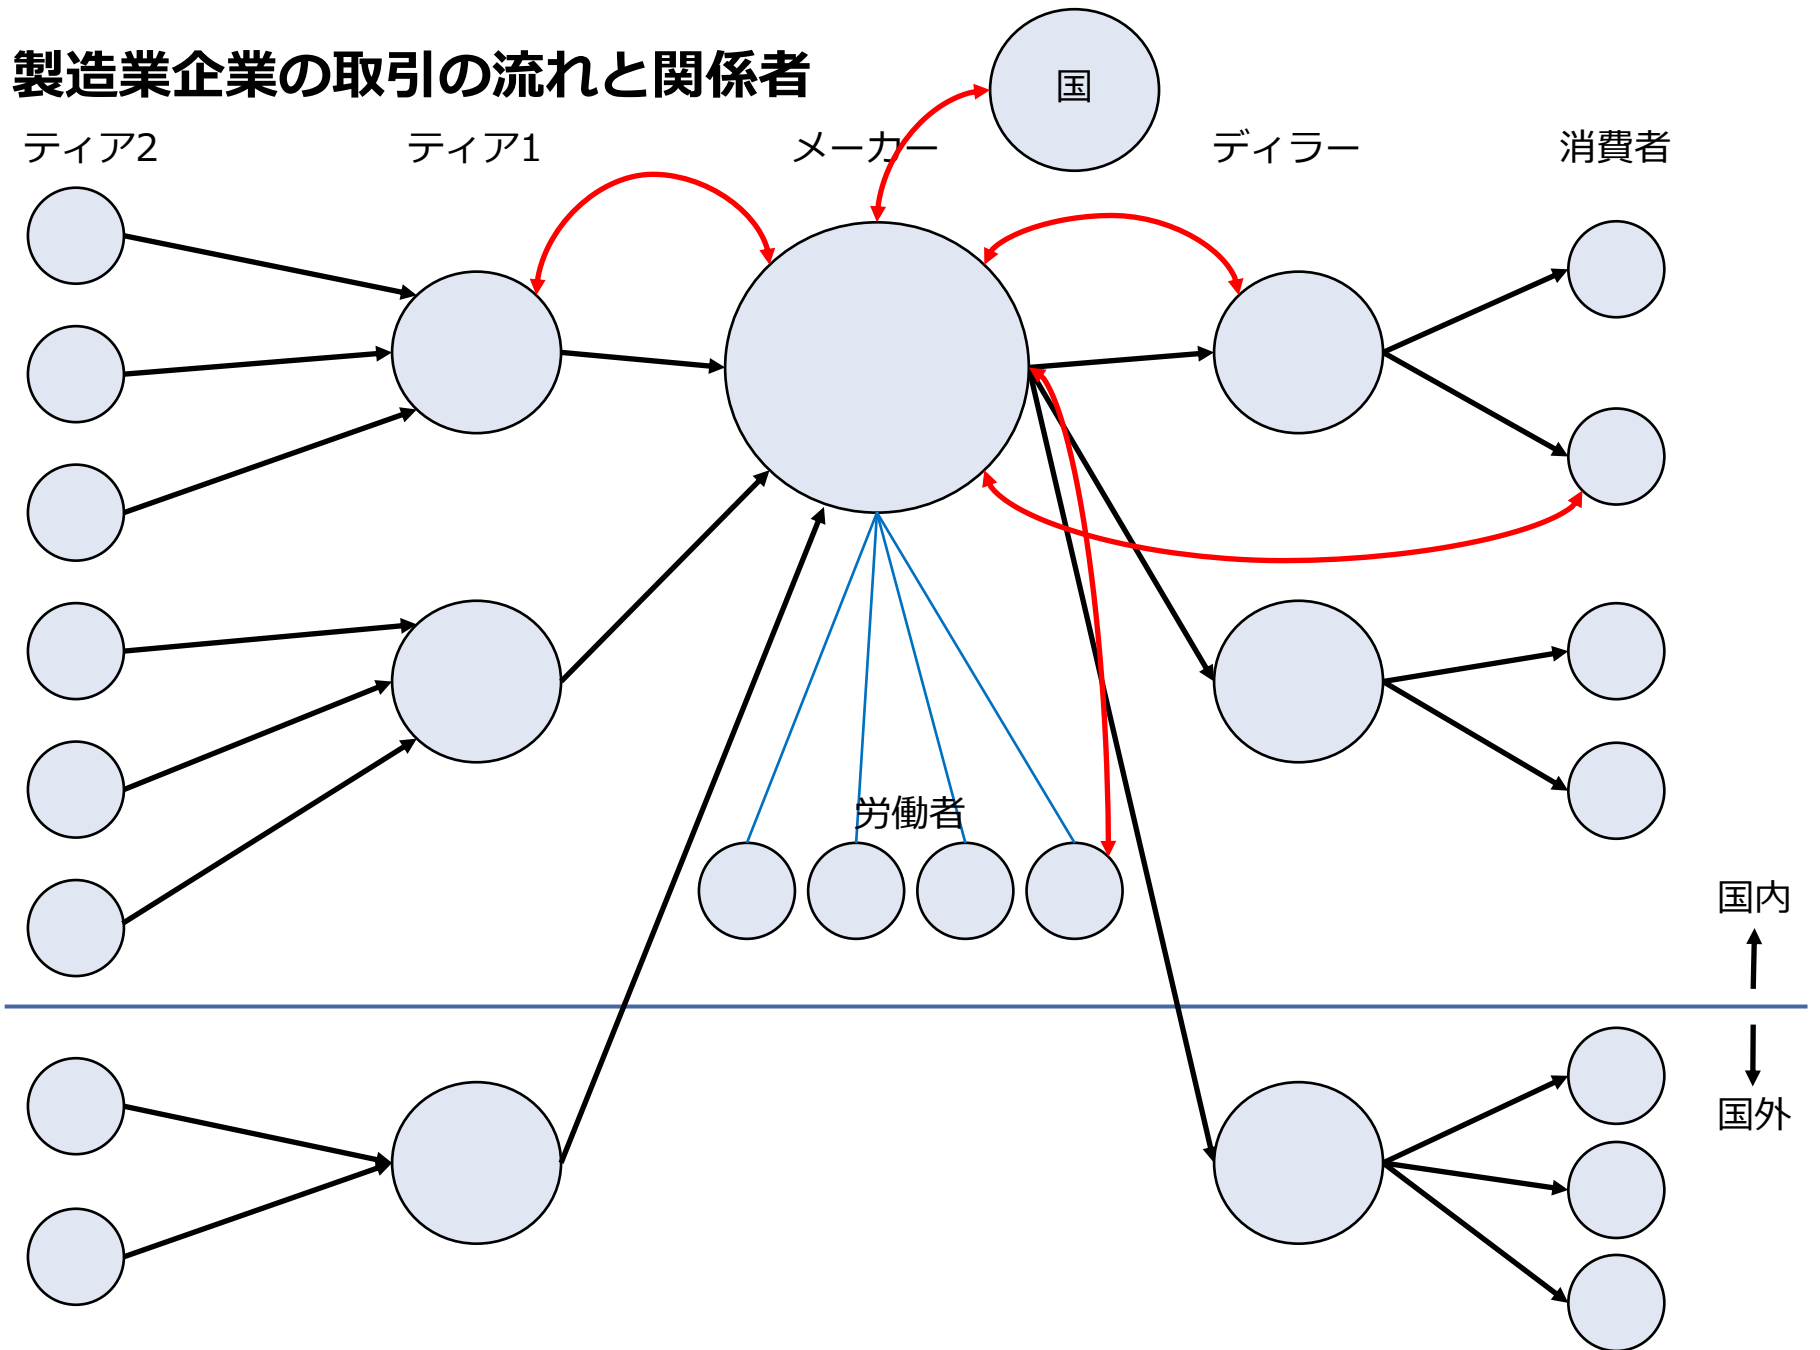 製造業企業の取引の流れと関係者
国
ティア2
ティア1
メーカー
ディラー
消費者
労働者
国内
国外